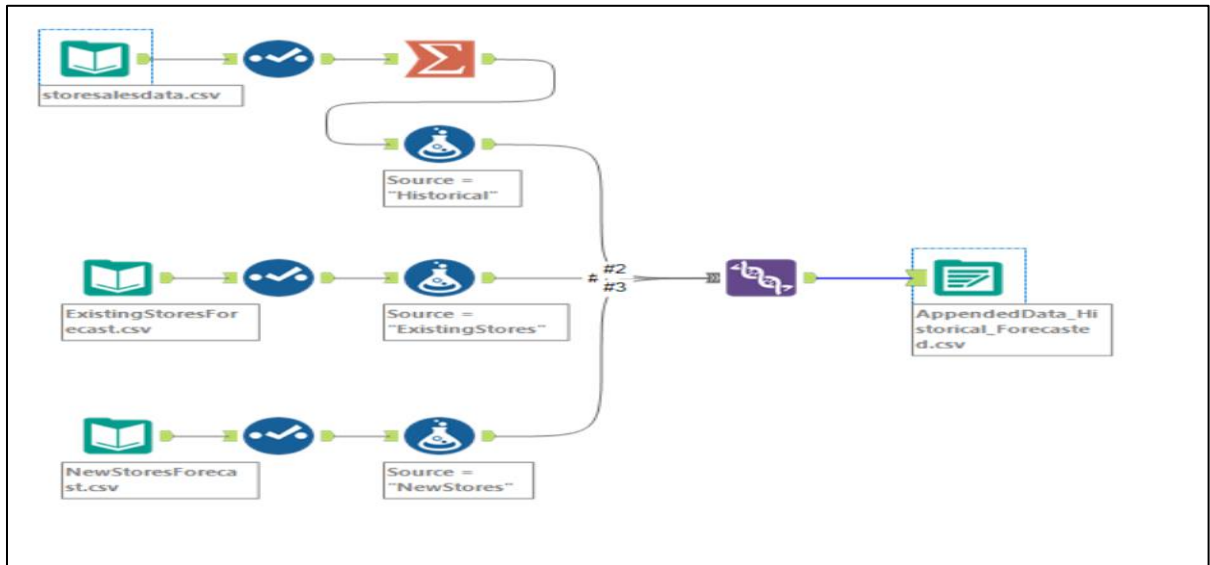 storesalesdata.csv
Source =
"Historical"
#2
#
#3
ExistingStoresFor
ecast.csv
Source =
"ExistingStores"
AppendedData_Hi
storical_Forecaste
d.csv
NewStoresForeca
st.csv
Source =
"NewStores"